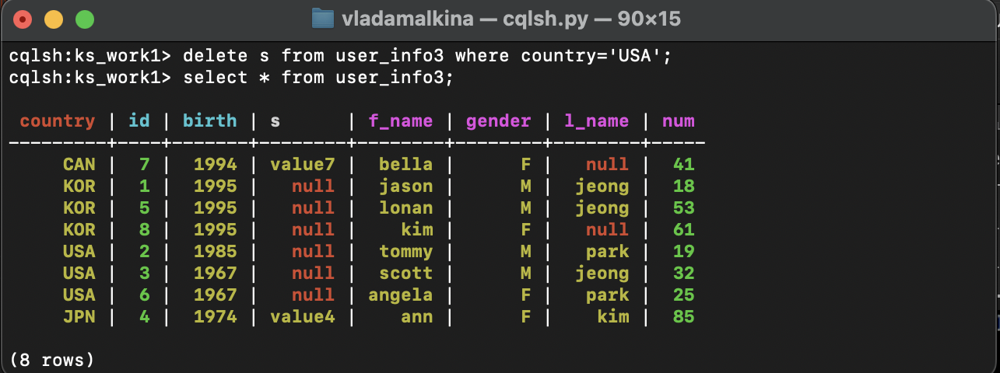 vladamalkina — cqlsh.py — 90×15
cqlsh:ks_work1> delete s from user_info3 where country='USA';
cqlsh:ks_work1> select * from user_info3;
 country | id | birth | s      | f_name | gender | l_name | num
---------+----+-------+--------+--------+--------+--------+-----
     CAN |  7 |  1994 | value7 |  bella |      F |   null |  41
     KOR |  1 |  1995 |   null |  jason |      M |  jeong |  18
     KOR |  5 |  1995 |   null |  lonan |      M |  jeong |  53
     KOR |  8 |  1995 |   null |    kim |      F |   null |  61
     USA |  2 |  1985 |   null |  tommy |      M |   park |  19
     USA |  3 |  1967 |   null |  scott |      M |  jeong |  32
     USA |  6 |  1967 |   null | angela |      F |   park |  25
     JPN |  4 |  1974 | value4 |    ann |      F |    kim |  85
(8 rows)